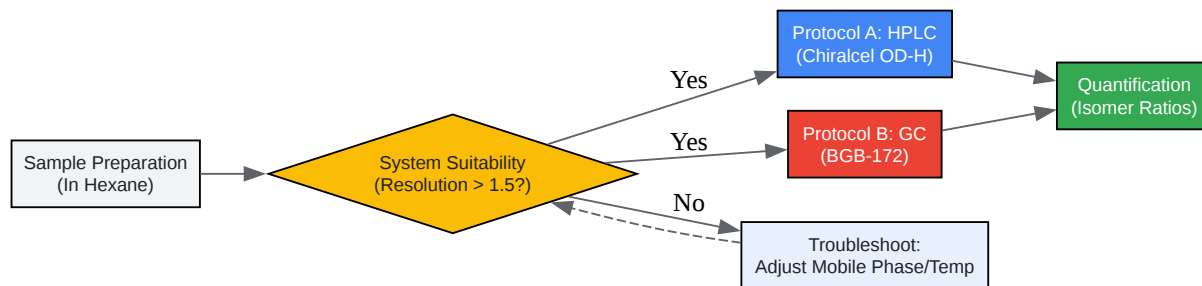 Sample Preparation
(In Hexane)
System Suitability
(Resolution > 1.5?)
Yes
Protocol A: HPLC
(Chiralcel OD-H)
Yes
Protocol B: GC
(BGB-172)
No
Troubleshoot:
Adjust Mobile Phase/Temp
Quantification
(Isomer Ratios)